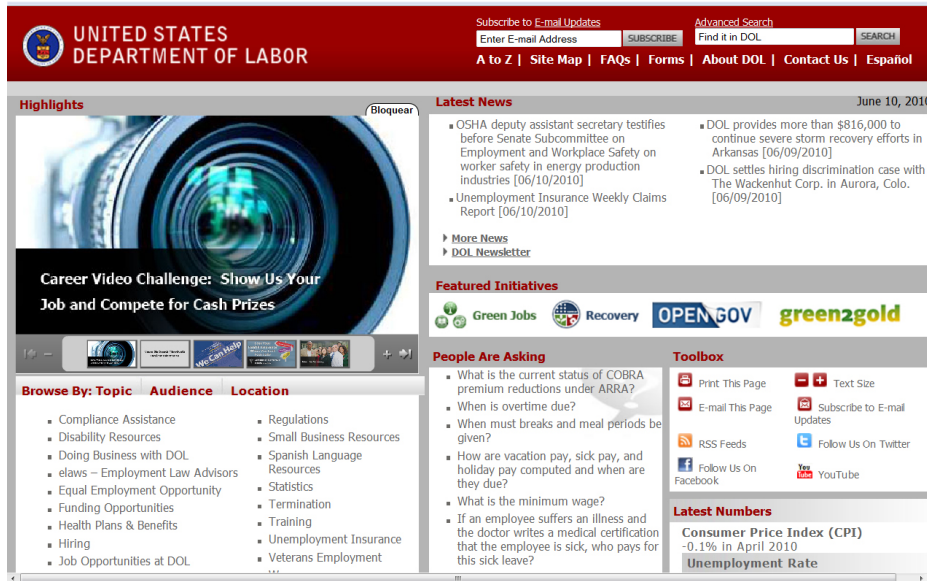 UNITED STATES
DEPARTMENT OF LABOR
Subscribe to E-mail Updates
Enter E-mail Address
SUBSCRIBE
Advanced Search
Find it in DOL
SEARCH
A to Z | Site Map | FAQs | Forms | About DOL | Contact Us | Español
Highlights
Bloquear
Career Video Challenge: Show Us Your
Job and Compete for Cash Prizes
We Can Help
Browse By: Topic Audience Location
Compliance Assistance
Disability Resources
Doing Business with DOL
elaws – Employment Law Advisors
Equal Employment Opportunity
Funding Opportunities
Health Plans & Benefits
Hiring
Job Opportunities at DOL
Regulations
Small Business Resources
Spanish Language
Resources
Statistics
Termination
Training
Unemployment Insurance
Veterans Employment
Latest News
June 10, 2010
OSHA deputy assistant secretary testifies
before Senate Subcommittee on
Employment and Workplace Safety on
worker safety in energy production
industries [06/10/2010]
Unemployment Insurance Weekly Claims
Report [06/10/2010]
DOL provides more than $816,000 to
continue severe storm recovery efforts in
Arkansas [06/09/2010]
DOL settles hiring discrimination case with
The Wackenhut Corp. in Aurora, Colo.
[06/09/2010]
More News
DOL Newsletter
Featured Initiatives
Green Jobs
Recovery
OPEN GOV
green2gold
People Are Asking
What is the current status of COBRA
premium reductions under ARRA?
When is overtime due?
When must breaks and meal periods be
given?
How are vacation pay, sick pay, and
holiday pay computed and when are
they due?
What is the minimum wage?
If an employee suffers an illness and
the doctor writes a medical certification
that the employee is sick, who pays for
this sick leave?
Toolbox
Print This Page
Text Size
E-mail This Page
Subscribe to E-mail
Updates
RSS Feeds
Follow Us On Twitter
Follow Us On
Facebook
You Tube
YouTube
Latest Numbers
Consumer Price Index (CPI)
-0.1% in April 2010
Unemployment Rate